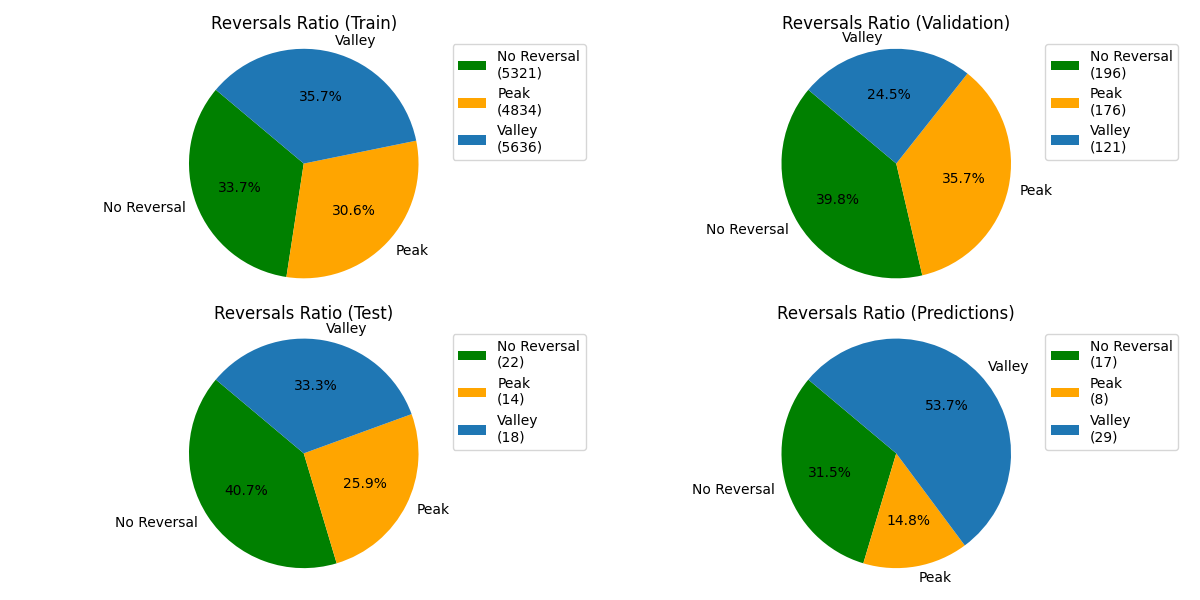 Reversals Ratio (Train)
Valley
35.7%
33.7%
30.6%
No Reversal
Peak
No Reversal
(5321)
Peak
(4834)
Valley
(5636)
Reversals Ratio (Validation)
Valley
24.5%
39.8%
35.7%
No Reversal
Peak
No Reversal
(196)
Peak
(176)
Valley
(121)
Reversals Ratio (Test)
Valley
33.3%
40.7%
25.9%
No Reversal
Peak
No Reversal
(22)
Peak
(14)
Valley
(18)
Reversals Ratio (Predictions)
Valley
53.7%
31.5%
14.8%
No Reversal
Peak
No Reversal
(17)
Peak
(8)
Valley
(29)